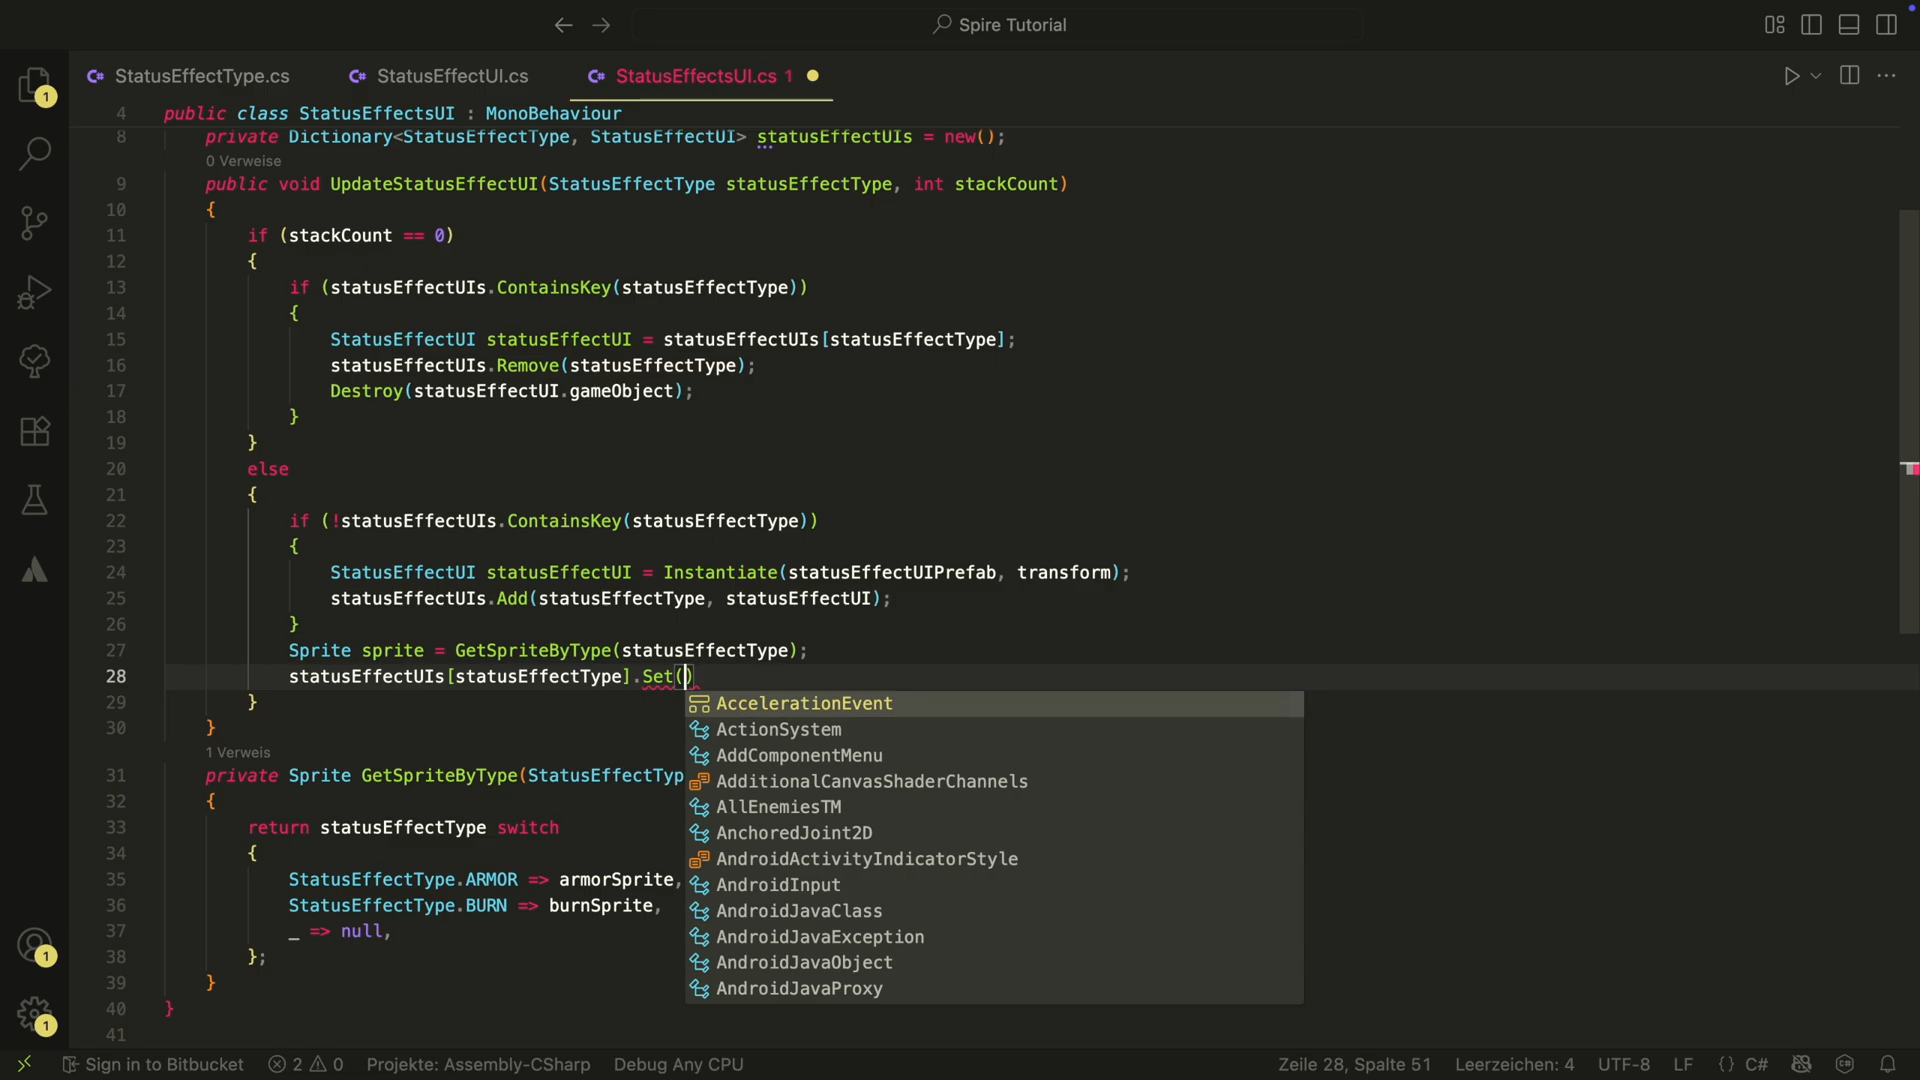 Spire Tutorial
StatusEffectType.cs
StatusEffectUI.cs
StatusEffectsUI.cs 1
4 public class StatusEffectsUI : MonoBehaviour
8 private Dictionary<StatusEffectType, StatusEffectUI> statusEffectUIs = new();
0 Verweise
9 public void UpdateStatusEffectUI(StatusEffectType statusEffectType, int stackCount)
10 {
11 if (stackCount == 0)
12 {
13 if (statusEffectUIs.ContainsKey(statusEffectType))
14 {
15 StatusEffectUI statusEffectUI = statusEffectUIs[statusEffectType];
16 statusEffectUIs.Remove(statusEffectType);
17 Destroy(statusEffectUI.gameObject);
18 }
19 }
20 else
21 {
22 if (!statusEffectUIs.ContainsKey(statusEffectType))
23 {
24 StatusEffectUI statusEffectUI = Instantiate(statusEffectUIPrefab, transform);
25 statusEffectUIs.Add(statusEffectType, statusEffectUI);
26 }
27 Sprite sprite = GetSpriteByType(statusEffectType);
28 statusEffectUIs[statusEffectType].Set()
29 }
30 }
1 Verweis
31 private Sprite GetSpriteByType(StatusEffectTyp
32 {
33 return statusEffectType switch
34 {
35 StatusEffectType.ARMOR => armorSprite,
36 StatusEffectType.BURN => burnSprite,
37 _ => null,
38 };
39 }
40 }
41
AccelerationEvent
ActionSystem
AddComponentMenu
AdditionalCanvasShaderChannels
AllEnemiesTM
AnchoredJoint2D
AndroidActivityIndicatorStyle
AndroidInput
AndroidJavaClass
AndroidJavaException
AndroidJavaObject
AndroidJavaProxy
1
1
1
Sign in to Bitbucket 2 0 Projekte: Assembly-CSharp Debug Any CPU Zeile 28, Spalte 51 Leerzeichen: 4 UTF-8 LF {} C#